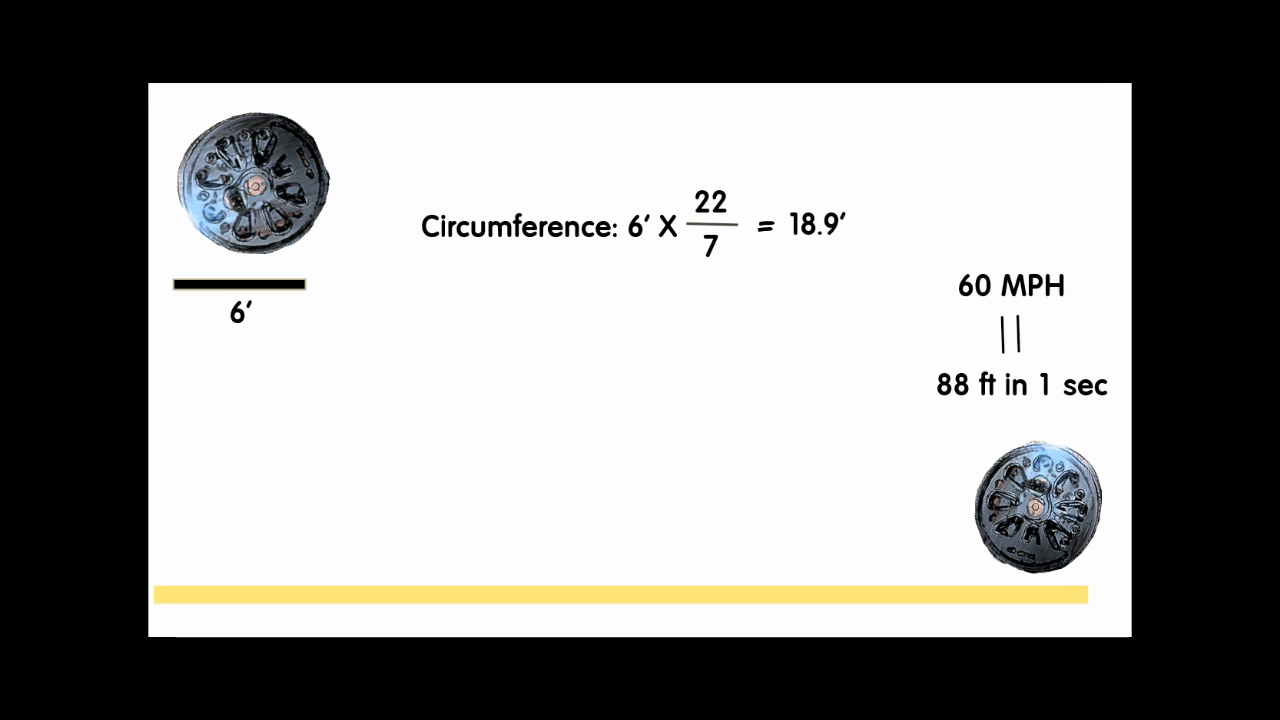 Circumference: 6' X 22/7 = 18.9'
6'
60 MPH
||
88 ft in 1 sec